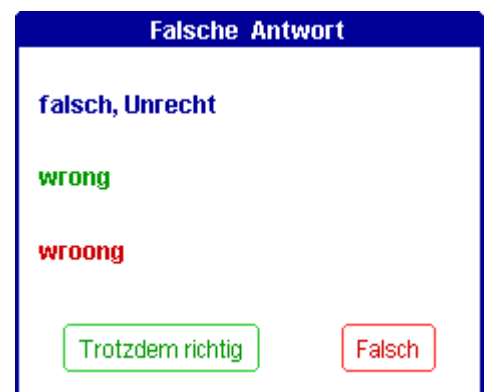 Falsche Antwort
falsch, Unrecht
wrong
wroong
Trotzdem richtig Falsch